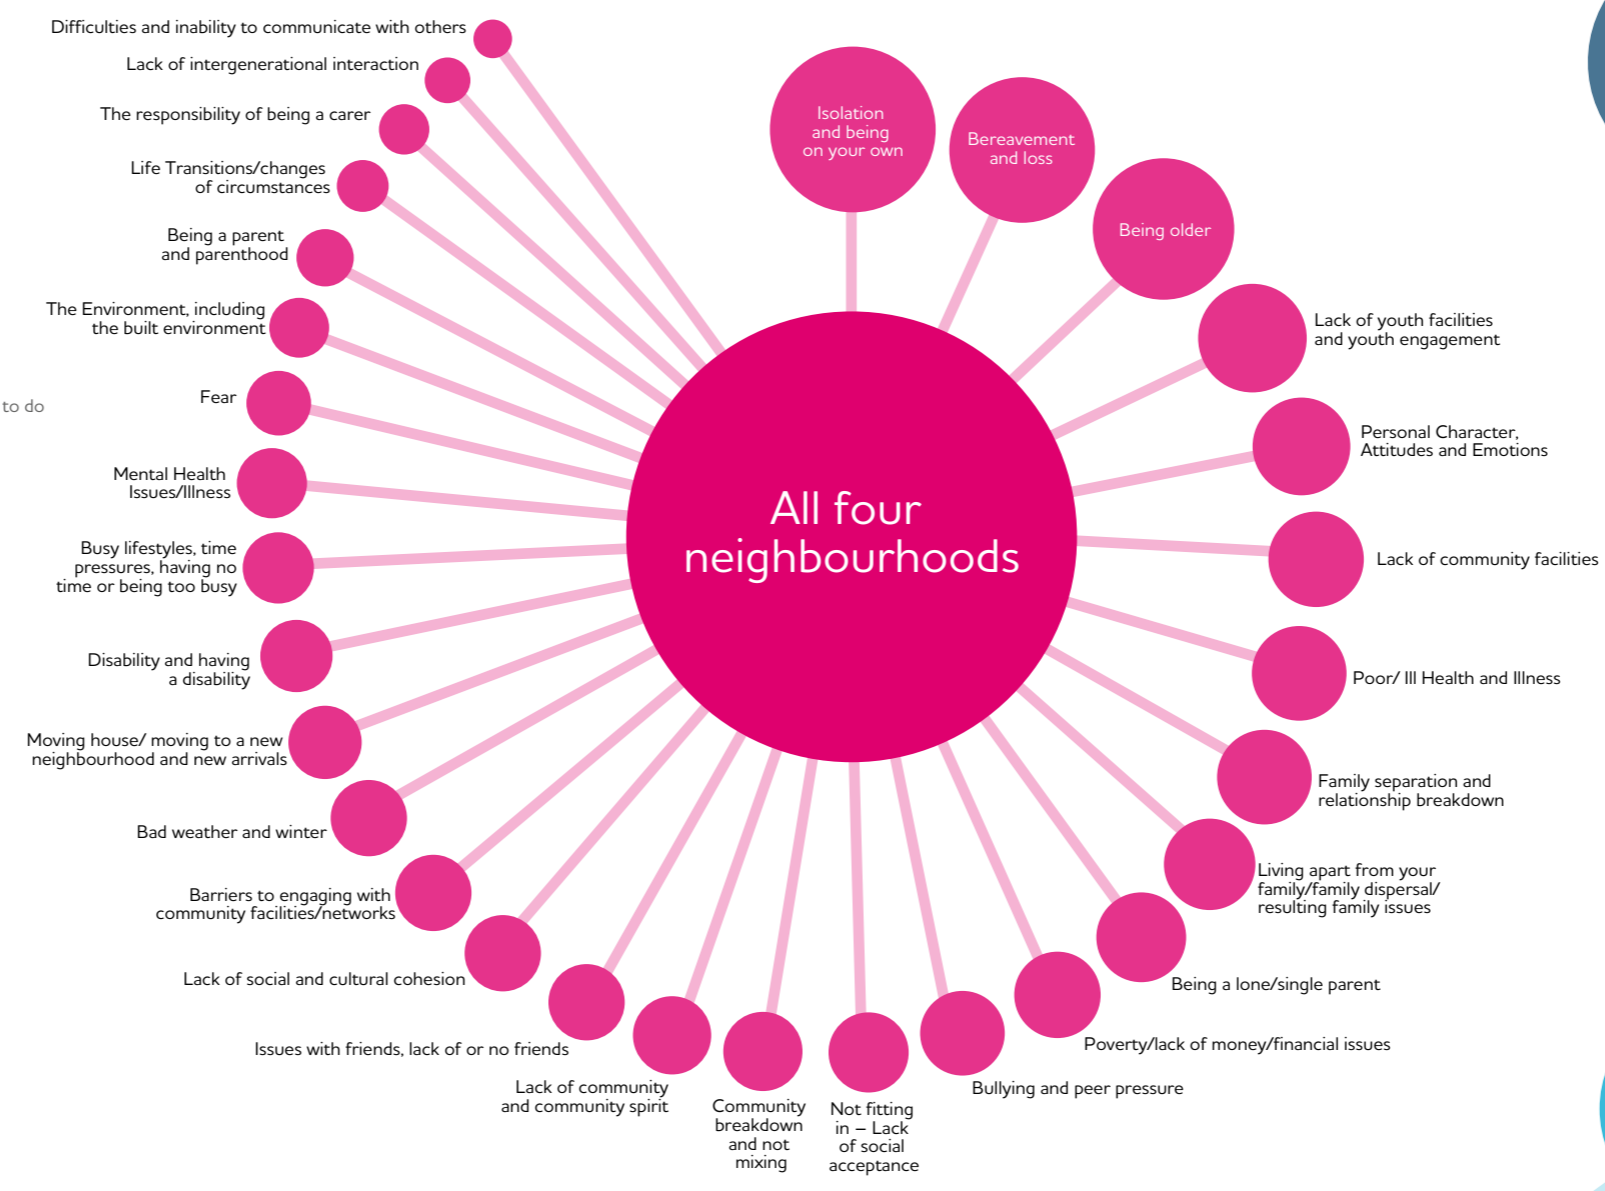 All four
neighbourhoods
Isolation
and being
on your own
Bereavement
and loss
Being older
Lack of youth facilities
and youth engagement
Personal Character,
Attitudes and Emotions
Lack of community facilities
Poor/ Ill Health and Illness
Family separation and
relationship breakdown
Living apart from your
family/family dispersal/
resulting family issues
Being a lone/single parent
Poverty/lack of money/financial issues
Bullying and peer pressure
Not fitting
in – Lack
of social
acceptance
Community
breakdown
and not
mixing
Lack of community
and community spirit
Issues with friends, lack of or no friends
Lack of social and cultural cohesion
Barriers to engaging with
community facilities/networks
Bad weather and winter
Moving house/ moving to a new
neighbourhood and new arrivals
Disability and having
a disability
Busy lifestyles, time
pressures, having no
time or being too busy
Mental Health
Issues/Illness
Fear
The Environment, including
the built environment
Being a parent
and parenthood
Life Transitions/changes
of circumstances
The responsibility of being a carer
Lack of intergenerational interaction
Difficulties and inability to communicate with others
to do